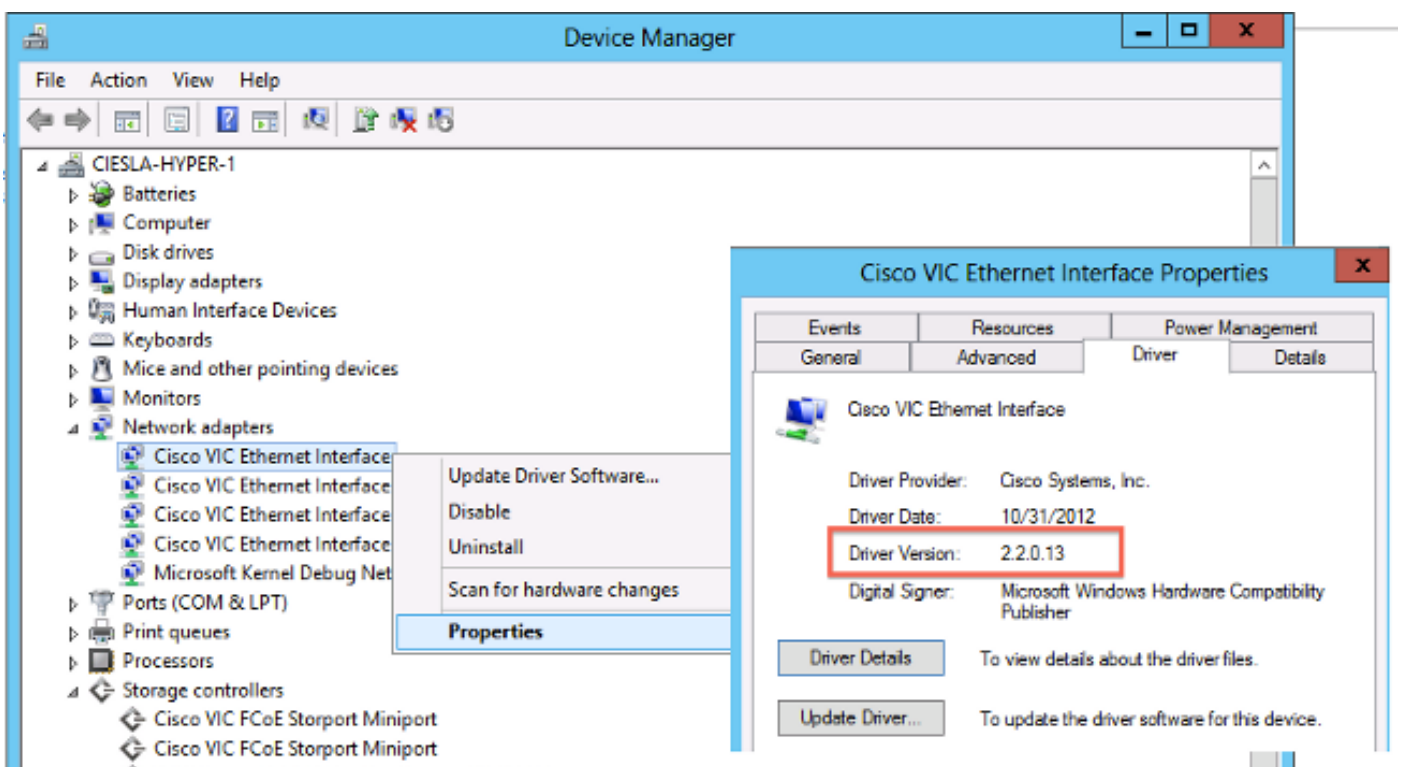 Device Manager
x
File Action View Help
?
CIESLA-HYPER-1
Batteries
Computer
Disk drives
Display adapters
Human Interface Devices
Keyboards
Mice and other pointing devices
Monitors
Network adapters
Cisco VIC Ethernet Interface
Cisco VIC Ethernet Interface
Cisco VIC Ethernet Interface
Cisco VIC Ethernet Interface
Microsoft Kernel Debug Net
Ports (COM & LPT)
Print queues
Processors
Storage controllers
Cisco VIC FCoE Storport Miniport
Cisco VIC FCoE Storport Miniport
Update Driver Software...
Disable
Uninstall
Scan for hardware changes
Properties
Cisco VIC Ethernet Interface Properties
x
Events Resources Power Management
General Advanced Driver Details
Cisco VIC Ethernet Interface
Driver Provider: Cisco Systems, Inc.
Driver Date: 10/31/2012
Driver Version: 2.2.0.13
Digital Signer: Microsoft Windows Hardware Compatibility
Publisher
Driver Details To view details about the driver files.
Update Driver... To update the driver software for this device.